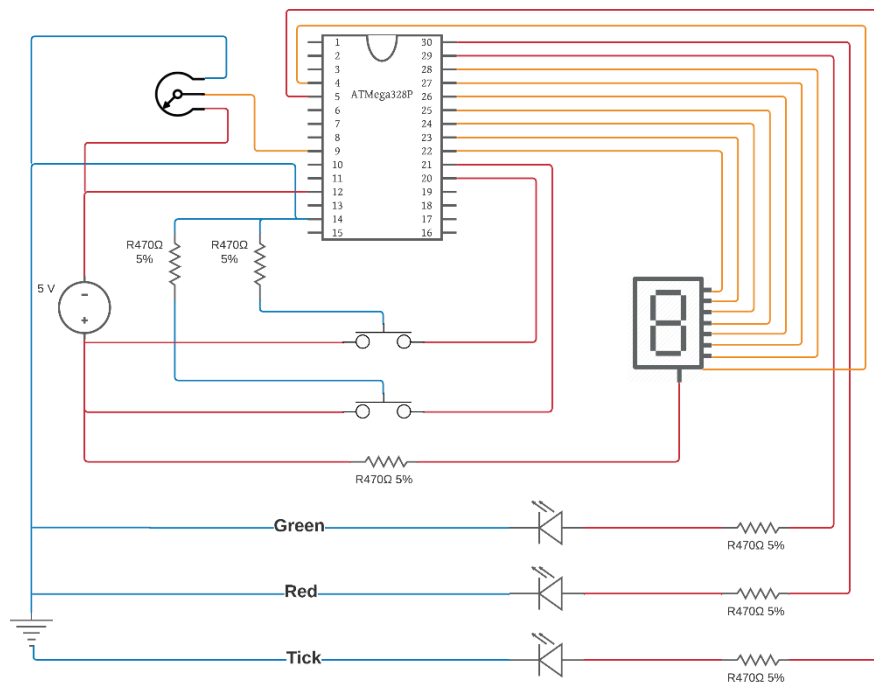 1 30
2 29
3 28
4 27
ATMega328P
5 26
6 25
7 24
8 23
9 22
10 21
11 20
12 19
13 18
14 17
15 16
R470Ω R470Ω
5% 5%
5 V
-
+
R470Ω 5%
Green
R470Ω 5%
Red
R470Ω 5%
Tick
R470Ω 5%